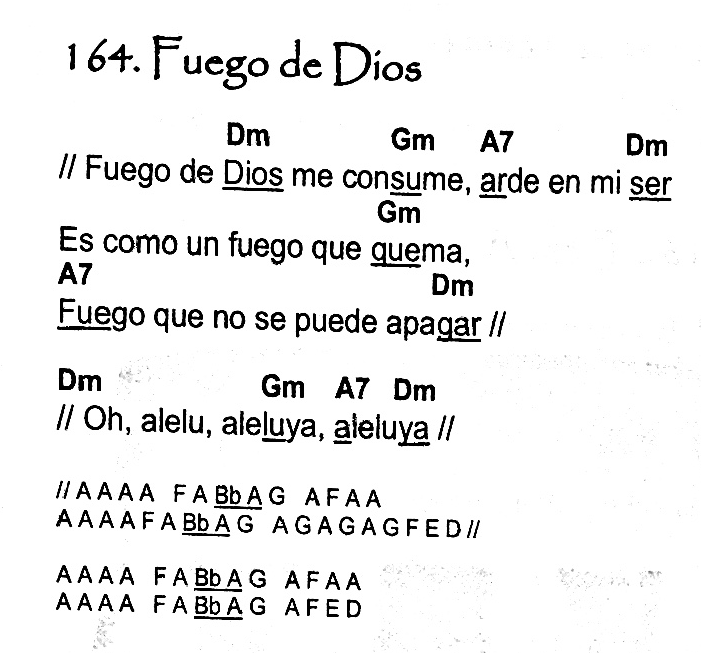 164. Fuego de Dios
Dm Gm A7 Dm
// Fuego de Dios me consume, arde en mi ser
Gm
Es como un fuego que quema,
A7 Dm
Fuego que no se puede apagar //
Dm Gm A7 Dm
// Oh, alelu, aleluya, aleluya //
//A A A A F A Bb A G A F A A
A A A A F A Bb A G A G A G A G F E D //
A A A A F A Bb A G A F A A
A A A A F A Bb A G A F E D